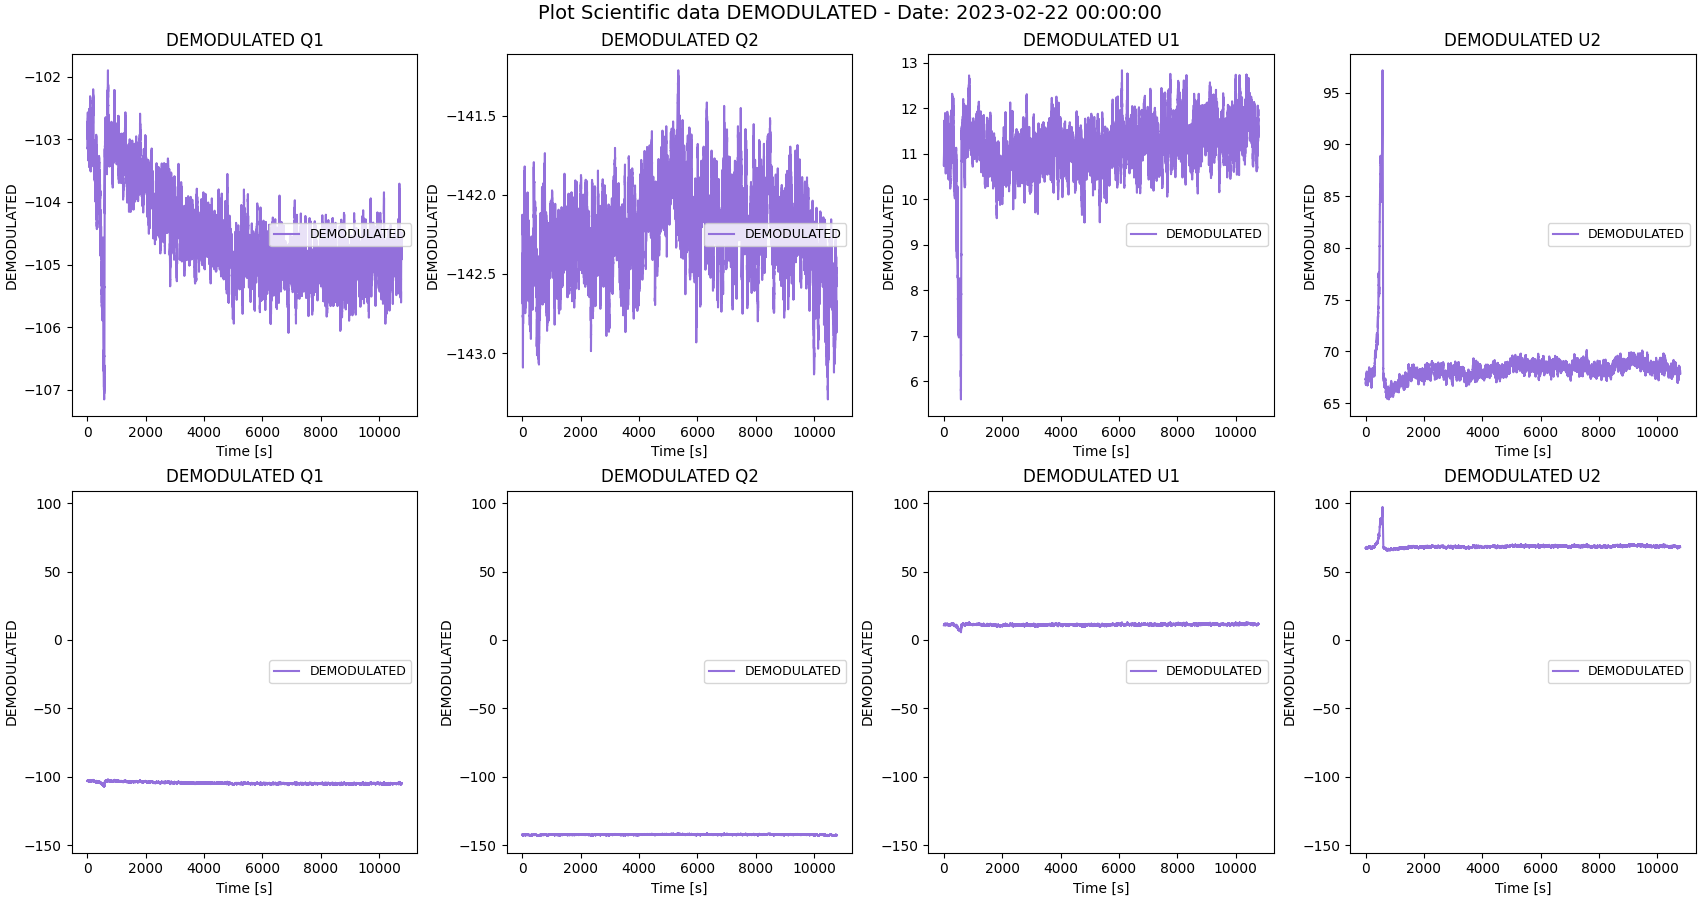 Plot Scientific data DEMODULATED - Date: 2023-02-22 00:00:00
DEMODULATED Q1
DEMODULATED
−102
−103
−104
−105
−106
−107
DEMODULATED
0 2000 4000 6000 8000 10000
Time [s]
DEMODULATED Q2
DEMODULATED
−141.5
−142.0
−142.5
−143.0
DEMODULATED
0 2000 4000 6000 8000 10000
Time [s]
DEMODULATED U1
DEMODULATED
13
12
11
10
9
8
7
6
DEMODULATED
0 2000 4000 6000 8000 10000
Time [s]
DEMODULATED U2
DEMODULATED
95
90
85
80
75
70
65
DEMODULATED
0 2000 4000 6000 8000 10000
Time [s]
DEMODULATED Q1
DEMODULATED
100
50
0
−50
−100
−150
DEMODULATED
0 2000 4000 6000 8000 10000
Time [s]
DEMODULATED Q2
DEMODULATED
100
50
0
−50
−100
−150
DEMODULATED
0 2000 4000 6000 8000 10000
Time [s]
DEMODULATED U1
DEMODULATED
100
50
0
−50
−100
−150
DEMODULATED
0 2000 4000 6000 8000 10000
Time [s]
DEMODULATED U2
DEMODULATED
100
50
0
−50
−100
−150
DEMODULATED
0 2000 4000 6000 8000 10000
Time [s]